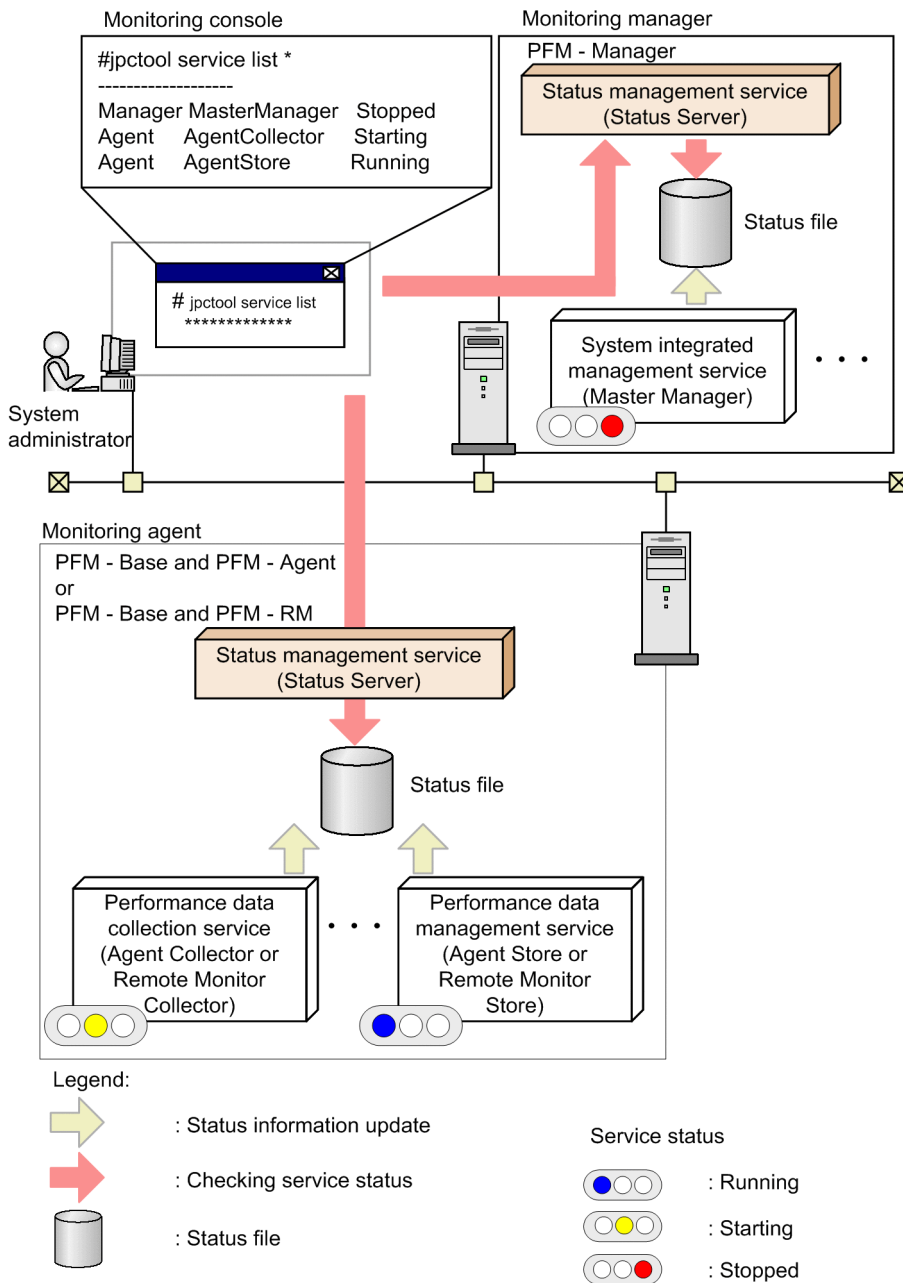 Monitoring console
#jpctool service list *
-------------------
Manager MasterManager Stopped
Agent AgentCollector Starting
Agent AgentStore Running
# jpctool service list
*************
System
administrator
Monitoring manager
PFM - Manager
Status management service
(Status Server)
Status file
System integrated
management service
(Master Manager)
. . .
Monitoring agent
PFM - Base and PFM - Agent
or
PFM - Base and PFM - RM
Status management service
(Status Server)
Status file
Performance data
collection service
(Agent Collector or
Remote Monitor
Collector)
. . .
Performance data
management service
(Agent Store or
Remote Monitor
Store)
Legend:
: Status information update
: Checking service status
: Status file
Service status
: Running
: Starting
: Stopped